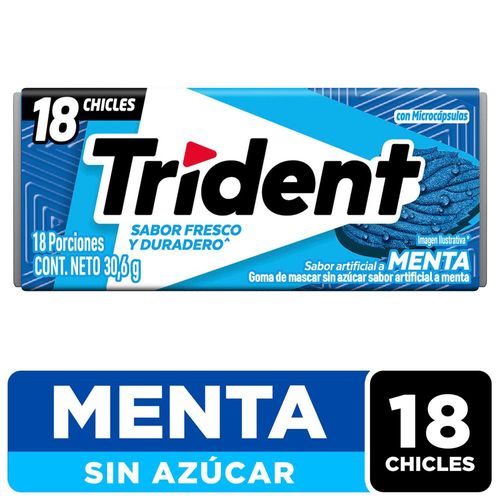 18 CHICLES
con Microcápsulas
Trident
SABOR FRESCO
Y DURADERO^
18 Porciones
CONT. NETO 30,6 g
Imagen Ilustrativa*
Sabor artificial a MENTA
Goma de mascar sin azúcar sabor artificial a menta
MENTA
SIN AZÚCAR
18
CHICLES